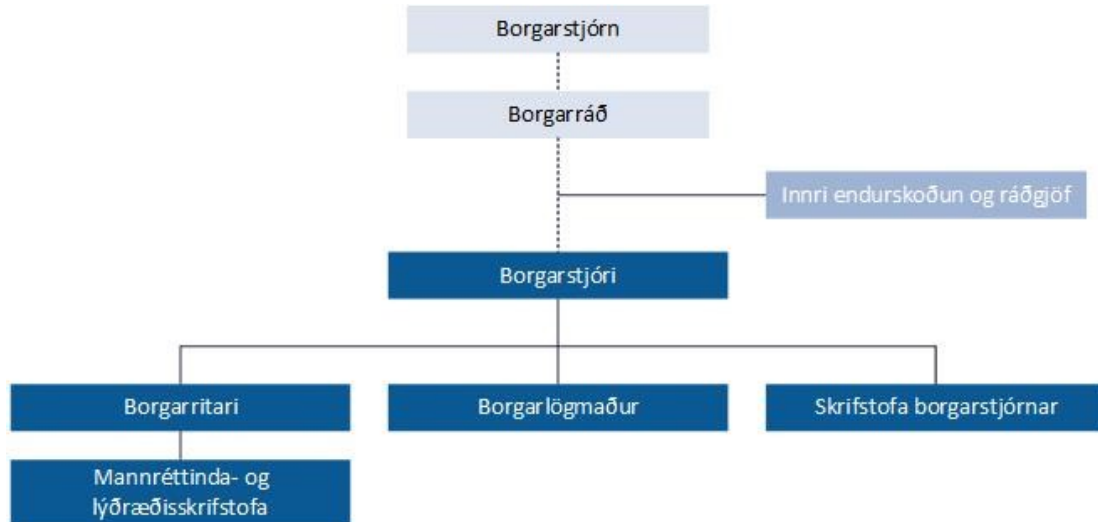 Borgarstjórn
Borgarráð
Innri endurskoðun og ráðgjöf
Borgarstjóri
Borgarritari
Borgarlögmaður
Skrifstofa borgarstjórnar
Mannréttinda- og
lýðræðisskrifstofa